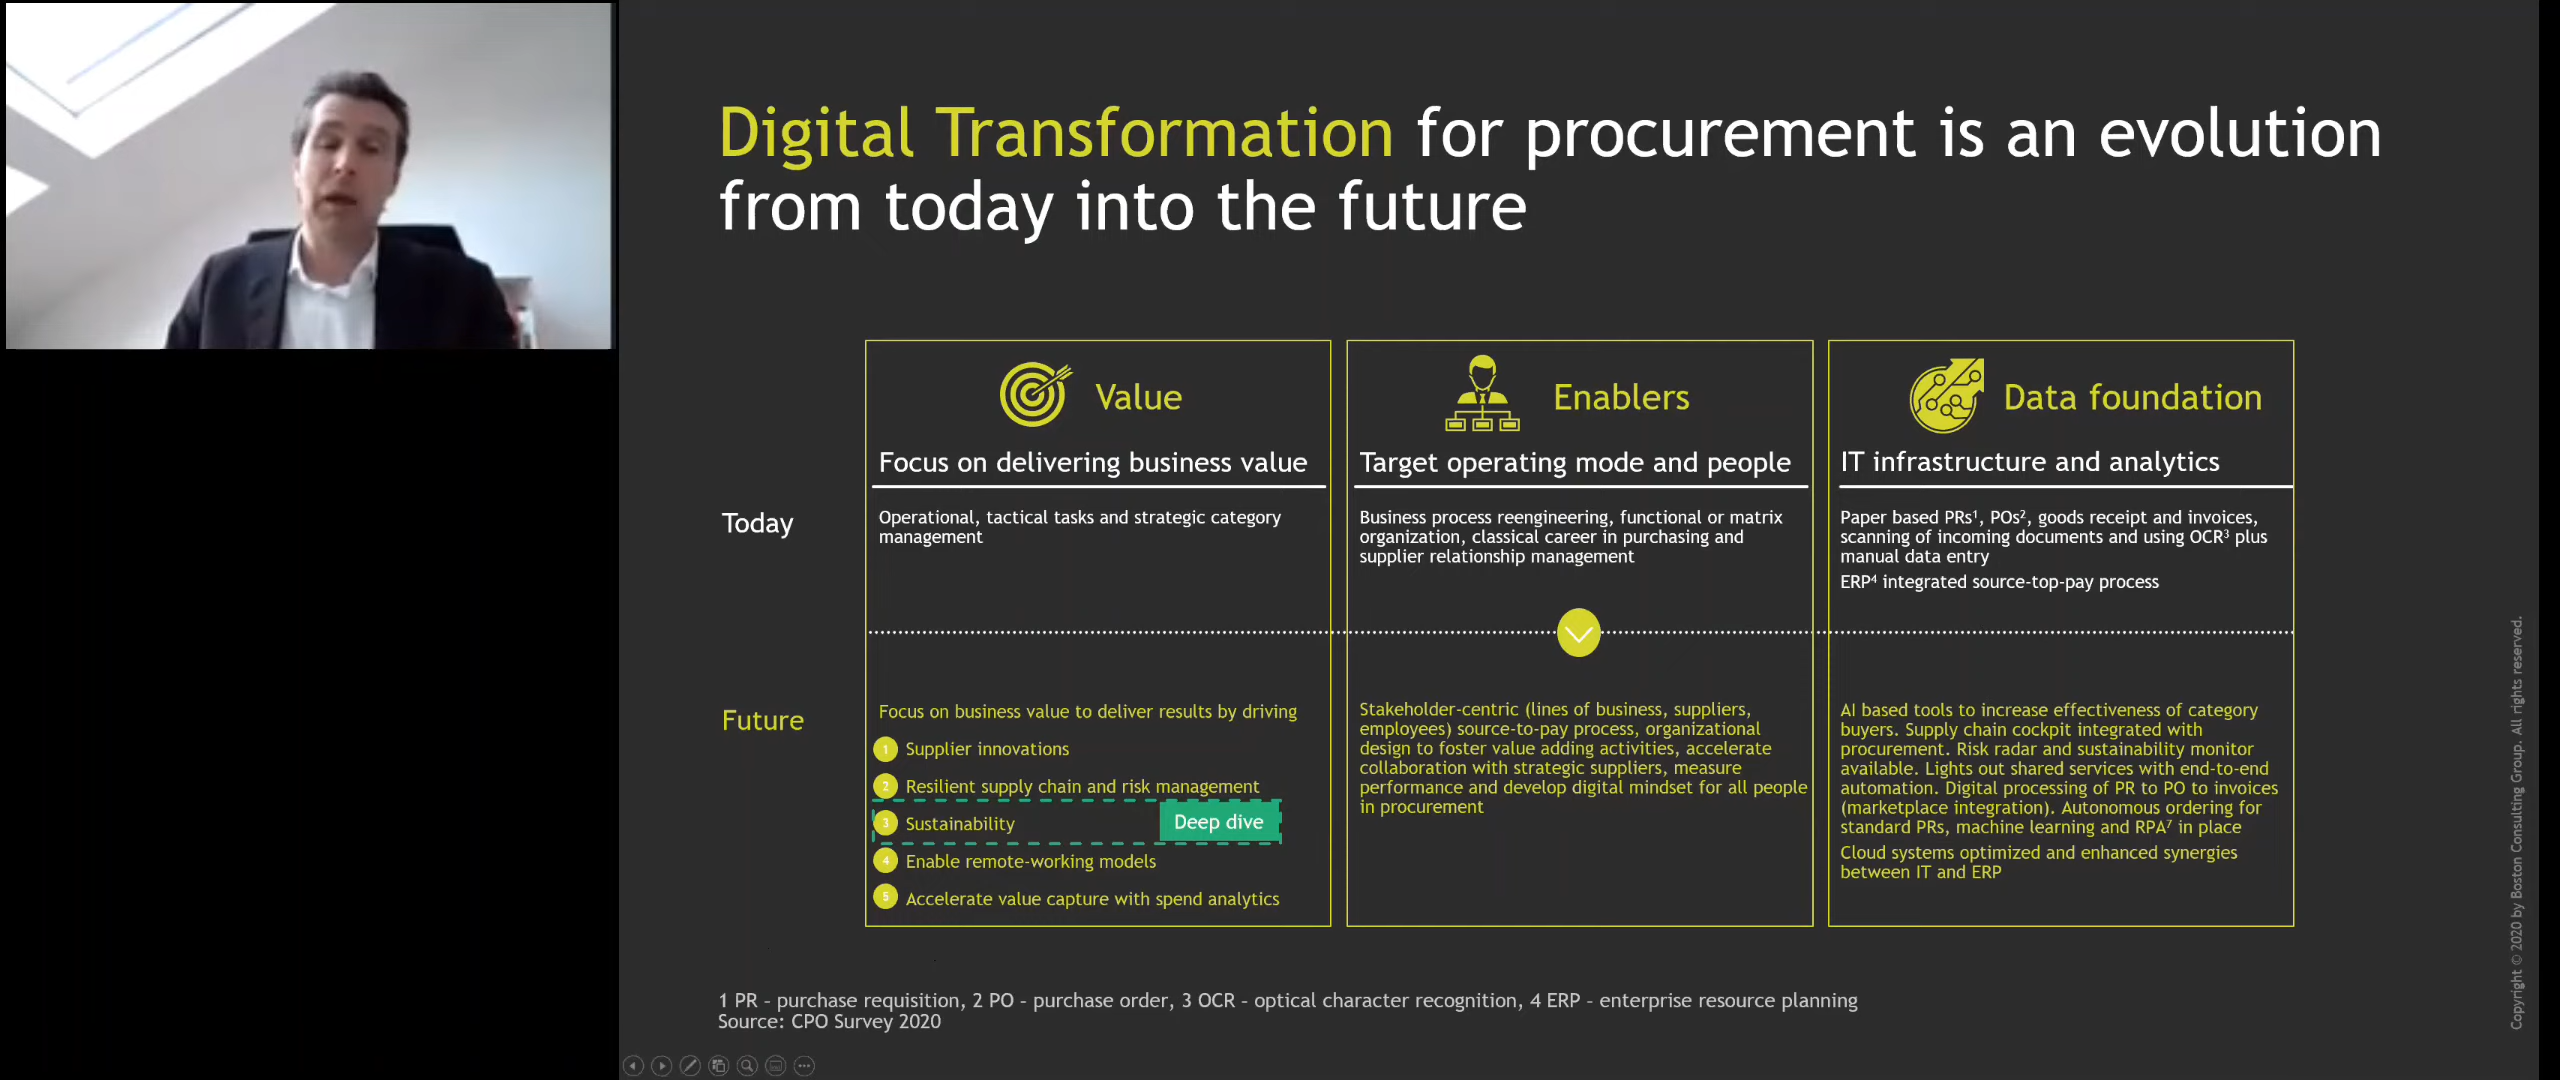 Digital Transformation for procurement is an evolution
from today into the future
Value
Focus on delivering business value
Enablers
Target operating mode and people
Data foundation
IT infrastructure and analytics
Today
Operational, tactical tasks and strategic category
management
Business process reengineering, functional or matrix
organization, classical career in purchasing and
supplier relationship management
Paper based PRs¹, POs², goods receipt and invoices,
scanning of incoming documents and using OCR³ plus
manual data entry
ERP⁴ integrated source-top-pay process
Future
Focus on business value to deliver results by driving
1 Supplier innovations
2 Resilient supply chain and risk management
3 Sustainability
Deep dive
4 Enable remote-working models
5 Accelerate value capture with spend analytics
Stakeholder-centric (lines of business, suppliers,
employees) source-to-pay process, organizational
design to foster value adding activities, accelerate
collaboration with strategic suppliers, measure
performance and develop digital mindset for all people
in procurement
AI based tools to increase effectiveness of category
buyers. Supply chain cockpit integrated with
procurement. Risk radar and sustainability monitor
available. Lights out shared services with end-to-end
automation. Digital processing of PR to PO to invoices
(marketplace integration). Autonomous ordering for
standard PRs, machine learning and RPA⁷ in place
Cloud systems optimized and enhanced synergies
between IT and ERP
1 PR – purchase requisition, 2 PO – purchase order, 3 OCR – optical character recognition, 4 ERP – enterprise resource planning
Source: CPO Survey 2020
Copyright © 2020 by Boston Consulting Group. All rights reserved.